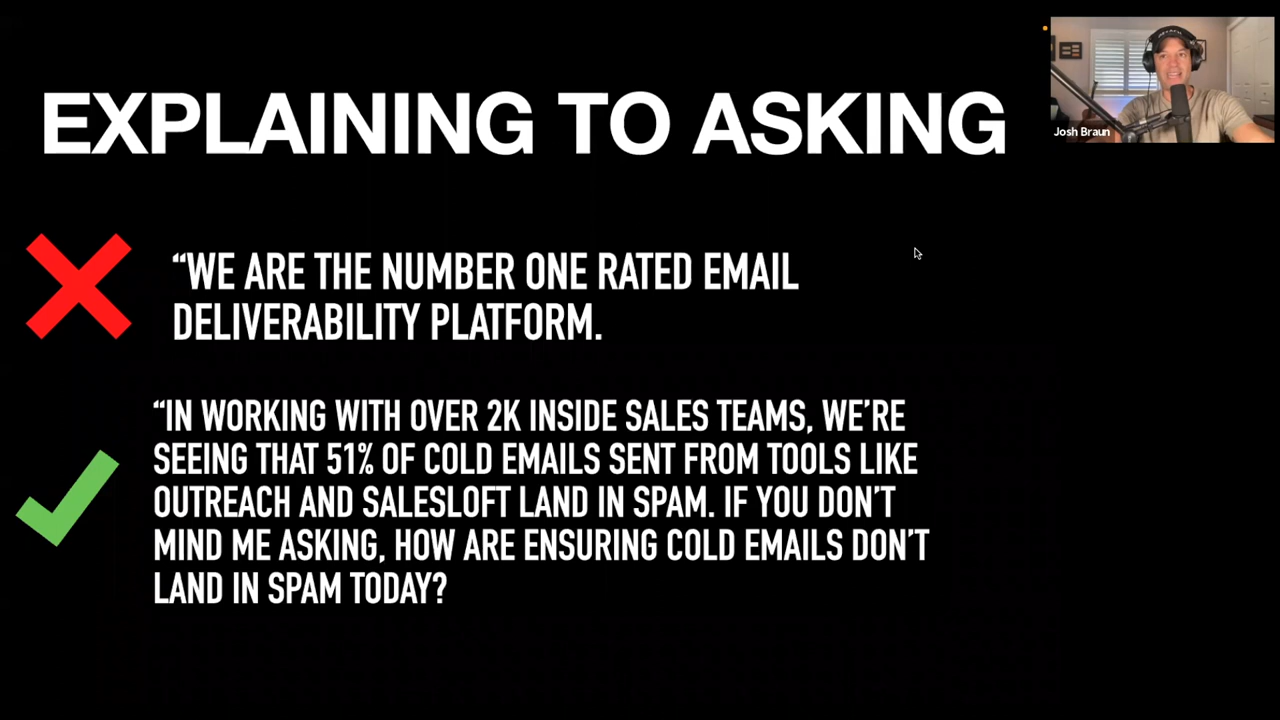 EXPLAINING TO ASKING
Josh Braun
“WE ARE THE NUMBER ONE RATED EMAIL
DELIVERABILITY PLATFORM.
“IN WORKING WITH OVER 2K INSIDE SALES TEAMS, WE’RE
SEEING THAT 51% OF COLD EMAILS SENT FROM TOOLS LIKE
OUTREACH AND SALESLOFT LAND IN SPAM. IF YOU DON’T
MIND ME ASKING, HOW ARE ENSURING COLD EMAILS DON’T
LAND IN SPAM TODAY?